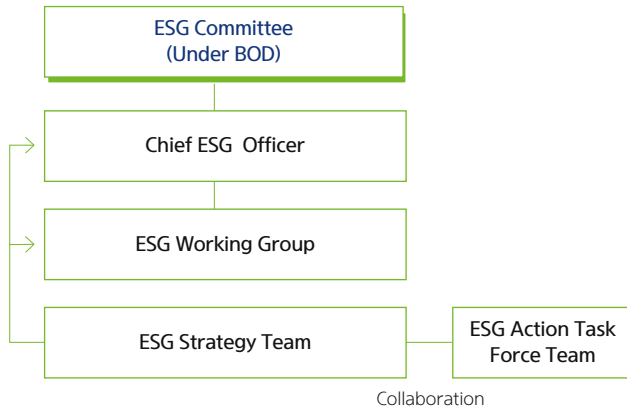 ESG Committee
(Under BOD)
Chief ESG Officer
ESG Working Group
ESG Strategy Team
ESG Action Task
Force Team
Collaboration